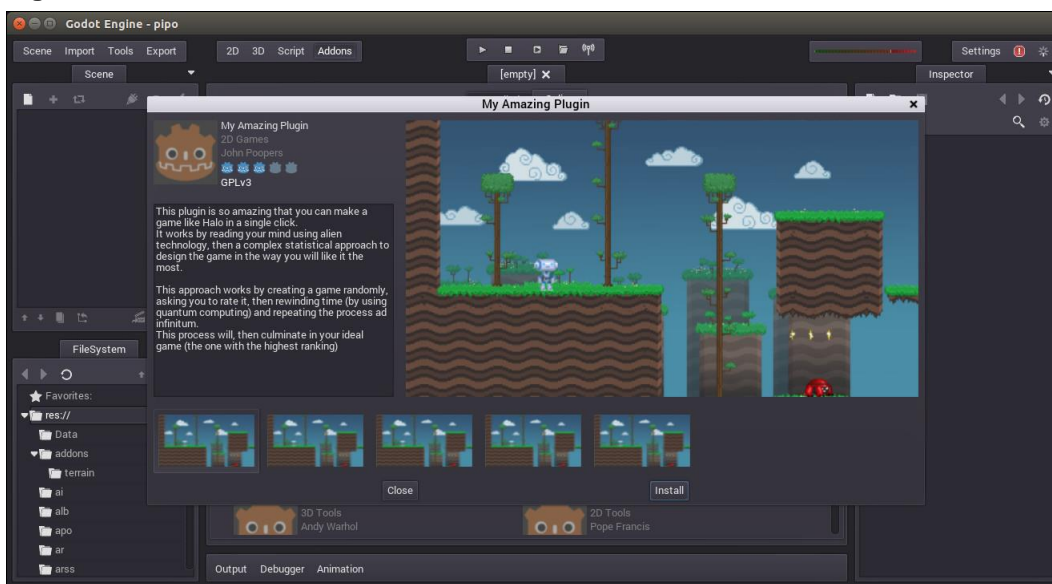 Godot Engine - pipo
Scene Import Tools Export 2D 3D Script Addons Settings
Scene [empty] Inspector
My Amazing Plugin
My Amazing Plugin
2D Games
John Poopers
GPLv3
This plugin is so amazing that you can make a
game like Halo in a single click.
It works by reading your mind using alien
technology, then a complex statistical approach to
design the game in the way you will like it the
most.
This approach works by creating a game randomly,
asking you to rate it, then rewinding time (by using
quantum computing) and repeating the process ad
infinitum.
This process will, then culminate in your ideal
game (the one with the highest ranking)
FileSystem
Favorites:
res://
Data
addons
terrain
ai
alb
apo
ar
arss
Close Install
3D Tools 2D Tools
Andy Warhol Pope Francis
Output Debugger Animation